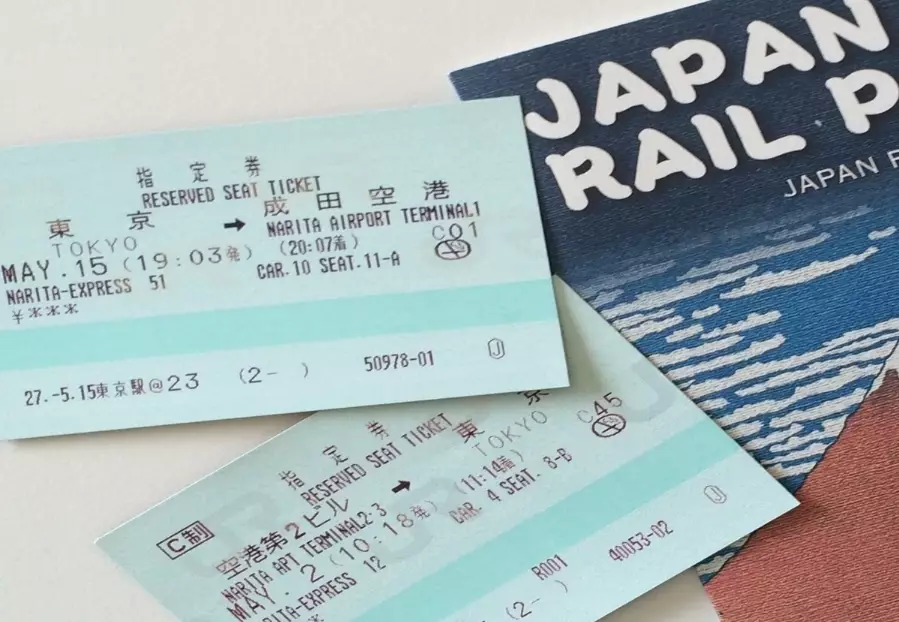 指定券
RESERVED SEAT TICKET
東京 → 成田空港
TOKYO NARITA AIRPORT TERMINAL1
MAY.15 (19:03発) (20:07着) C01
NARITA-EXPRESS 51 CAR.10 SEAT.11-A
¥***
27.-5.15東京駅@23 (2- ) 50978-01 J
JAPAN
RAIL P
JAPAN R
指定券
RESERVED SEAT TICKET
C制
空港第2ビル → 東京
NARITA APT TERMINAL2·3 TOKYO
MAY. 2 (10:18発) (11:14着) C45
RITA-EXPRESS 12 CAR. 4 SEAT. 8-B
R001 40053-02 J
(2- )